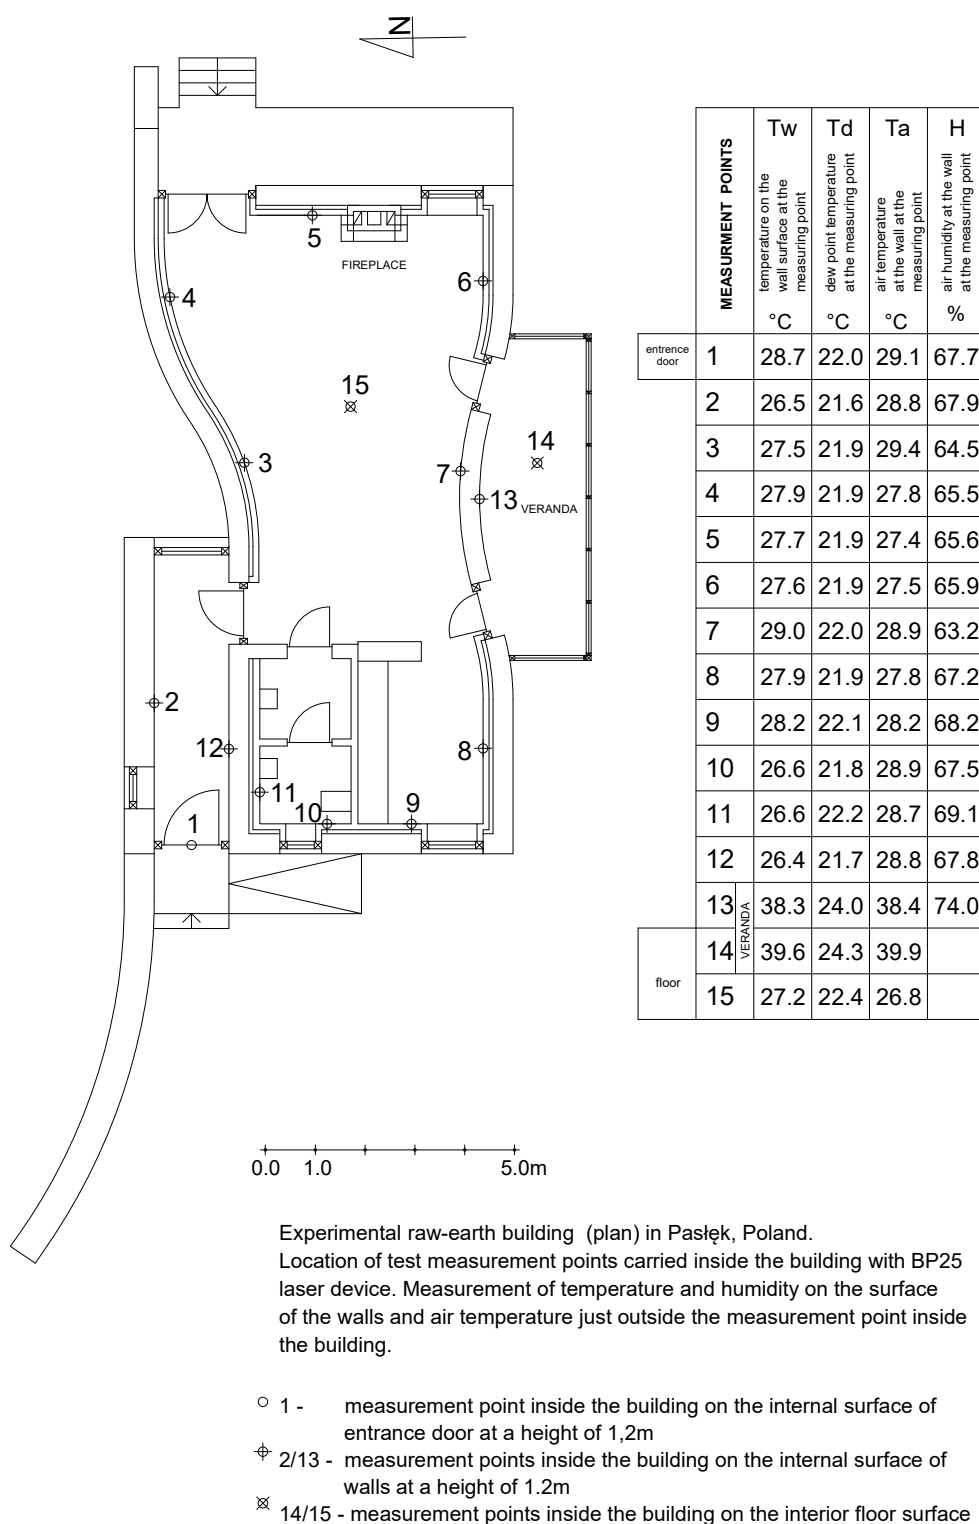 N
5
FIREPLACE
4
6
15
14
3
7
13
VERANDA
2
12
8
11
10
9
1
MEASURMENT POINTS
Tw
Td
Ta
H
temperature on the
wall surface at the
measuring point
dew point temperature
at the measuring point
air temperature
at the wall at the
measuring point
air humidity at the wall
at the measuring point
°C °C °C %
entrence
door
1 28.7 22.0 29.1 67.7
2 26.5 21.6 28.8 67.9
3 27.5 21.9 29.4 64.5
4 27.9 21.9 27.8 65.5
5 27.7 21.9 27.4 65.6
6 27.6 21.9 27.5 65.9
7 29.0 22.0 28.9 63.2
8 27.9 21.9 27.8 67.2
9 28.2 22.1 28.2 68.2
10 26.6 21.8 28.9 67.5
11 26.6 22.2 28.7 69.1
12 26.4 21.7 28.8 67.8
13 38.3 24.0 38.4 74.0
VERANDA
14 39.6 24.3 39.9
floor
15 27.2 22.4 26.8
0.0 1.0 5.0m
Experimental raw-earth building (plan) in Pasłęk, Poland.
Location of test measurement points carried inside the building with BP25
laser device. Measurement of temperature and humidity on the surface
of the walls and air temperature just outside the measurement point inside
the building.
1 - measurement point inside the building on the internal surface of
entrance door at a height of 1,2m
2/13 - measurement points inside the building on the internal surface of
walls at a height of 1.2m
14/15 - measurement points inside the building on the interior floor surface